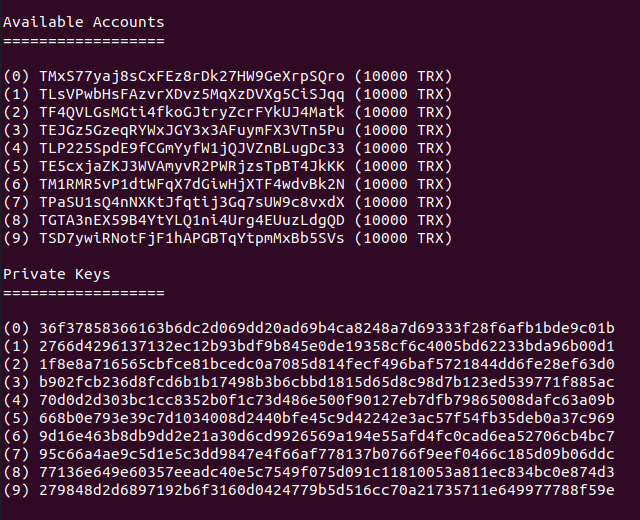 Available Accounts
==================
(0) TMxS77yaj8sCxFEz8rDk27HW9GeXrpSQro (10000 TRX)
(1) TLsVPwbHsFAzvrXDvz5MqXzDVXg5CiSJqq (10000 TRX)
(2) TF4QVLGsMGti4fkoGJtryZcrFYkUJ4Matk (10000 TRX)
(3) TEJGz5GzeqRYWxJGY3x3AFuymFX3VTn5Pu (10000 TRX)
(4) TLP225SpdE9fCGmYyfW1jQJVZnBLugDc33 (10000 TRX)
(5) TE5cxjaZKJ3WVAmyvR2PWRjzsTpBT4JkKK (10000 TRX)
(6) TM1RMR5vP1dtWFqX7dGiwHjXTF4wdvBk2N (10000 TRX)
(7) TPaSU1sQ4nNXKtJfqtij3Gq7sUW9c8vxdX (10000 TRX)
(8) TGTA3nEX59B4YtYLQ1ni4Urg4EUuzLdgQD (10000 TRX)
(9) TSD7ywiRNotFjF1hAPGBTqYtpmMxBb5SVs (10000 TRX)
Private Keys
==================
(0) 36f37858366163b6dc2d069dd20ad69b4ca8248a7d69333f28f6afb1bde9c01b
(1) 2766d4296137132ec12b93bdf9b845e0de19358cf6c4005bd62233bda96b00d1
(2) 1f8e8a716565cbfce81bcedc0a7085d814fecf496baf5721844dd6fe28ef63d0
(3) b902fcb236d8fcd6b1b17498b3b6cbbd1815d65d8c98d7b123ed539771f885ac
(4) 70d0d2d303bc1cc8352b0f1c73d486e500f90127eb7dfb79865008dafc63a09b
(5) 668b0e793e39c7d1034008d2440bfe45c9d42242e3ac57f54fb35deb0a37c969
(6) 9d16e463b8db9dd2e21a30d6cd9926569a194e55afd4fc0cad6ea52706cb4bc7
(7) 95c66a4ae9c5d1e5c3dd9847e4f66af778137b0766f9eef0466c185d09b06ddc
(8) 77136e649e60357eeadc40e5c7549f075d091c11810053a811ec834bc0e874d3
(9) 279848d2d6897192b6f3160d0424779b5d516cc70a21735711e649977788f59e